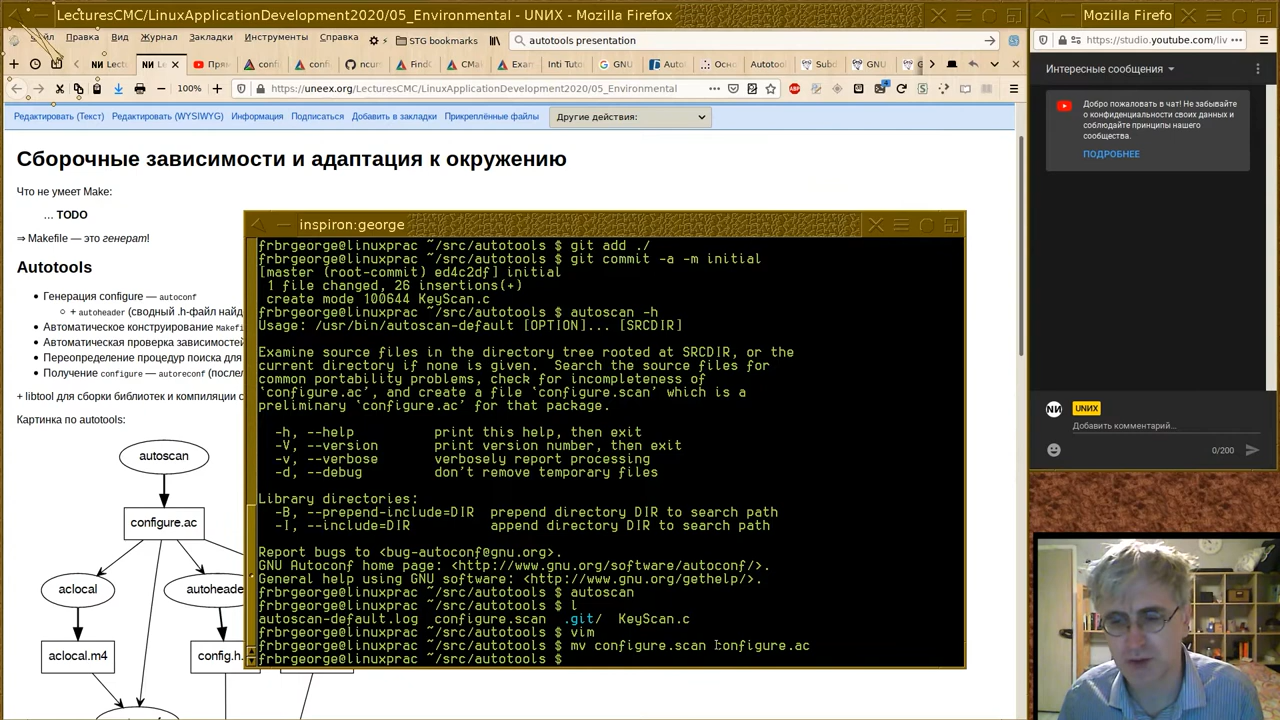 LecturesCMC/LinuxApplicationDevelopment2020/05_Environmental - UNИX - Mozilla Firefox
Mozilla Firefo
Правка Вид Журнал Закладки Инструменты Справка STG bookmarks autotools presentation
https://studio.youtube.com/liv
Интересные сообщения
100% https://uneex.org/LecturesCMC/LinuxApplicationDevelopment2020/05_Environmental
Редактировать (Текст) Редактировать (WYSIWYG) Информация Подписаться Добавить в закладки Прикреплённые файлы Другие действия:
Добро пожаловать в чат! Не забывайте
о конфиденциальности своих данных и
соблюдайте принципы нашего
сообщества.
ПОДРОБНЕЕ
Сборочные зависимости и адаптация к окружению
Что не умеет Make:
... TODO
⇒ Makefile — это генерат!
Autotools
Генерация configure — autoconf
+ autoheader (сводный .h-файл найд
Автоматическое конструирование Makefi
Автоматическая проверка зависимостей
Переопределение процедур поиска для
Получение configure — autoreconf (после
+ libtool для сборки библиотек и компиляции с
Картинка по autotools:
autoscan
configure.ac
aclocal
autoheade
aclocal.m4
config.h.
inspiron:george
frbrgeorge@linuxprac ~/src/autotools $ git add ./
frbrgeorge@linuxprac ~/src/autotools $ git commit -a -m initial
[master (root-commit) ed4c2df] initial
1 file changed, 26 insertions(+)
create mode 100644 KeyScan.c
frbrgeorge@linuxprac ~/src/autotools $ autoscan -h
Usage: /usr/bin/autoscan-default [OPTION]... [SRCDIR]
Examine source files in the directory tree rooted at SRCDIR, or the
current directory if none is given.  Search the source files for
common portability problems, check for incompleteness of
`configure.ac', and create a file `configure.scan' which is a
preliminary `configure.ac' for that package.
-h, --help          print this help, then exit
-V, --version       print version number, then exit
-v, --verbose       verbosely report processing
-d, --debug         don't remove temporary files
Library directories:
-B, --prepend-include=DIR  prepend directory DIR to search path
-I, --include=DIR          append directory DIR to search path
Report bugs to <bug-autoconf@gnu.org>.
GNU Autoconf home page: <http://www.gnu.org/software/autoconf/>.
General help using GNU software: <http://www.gnu.org/gethelp/>.
frbrgeorge@linuxprac ~/src/autotools $ autoscan
frbrgeorge@linuxprac ~/src/autotools $ l
autoscan-default.log  configure.scan  .git/  KeyScan.c
frbrgeorge@linuxprac ~/src/autotools $ vim
frbrgeorge@linuxprac ~/src/autotools $ mv configure.scan configure.ac
frbrgeorge@linuxprac ~/src/autotools $
NИ UNИX
Добавить комментарий...
0/200